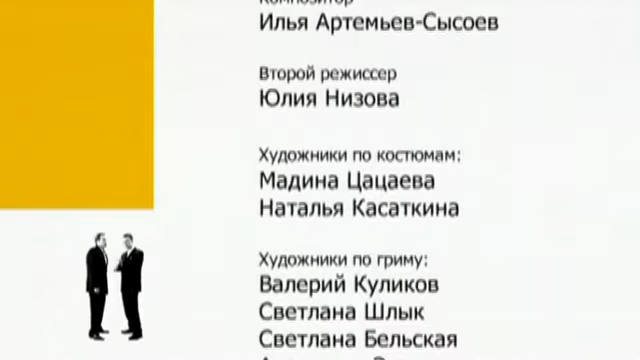 Композитор
Илья Артемьев-Сысоев
Второй режиссер
Юлия Низова
Художники по костюмам:
Мадина Цацаева
Наталья Касаткина
Художники по гриму:
Валерий Куликов
Светлана Шлык
Светлана Бельская